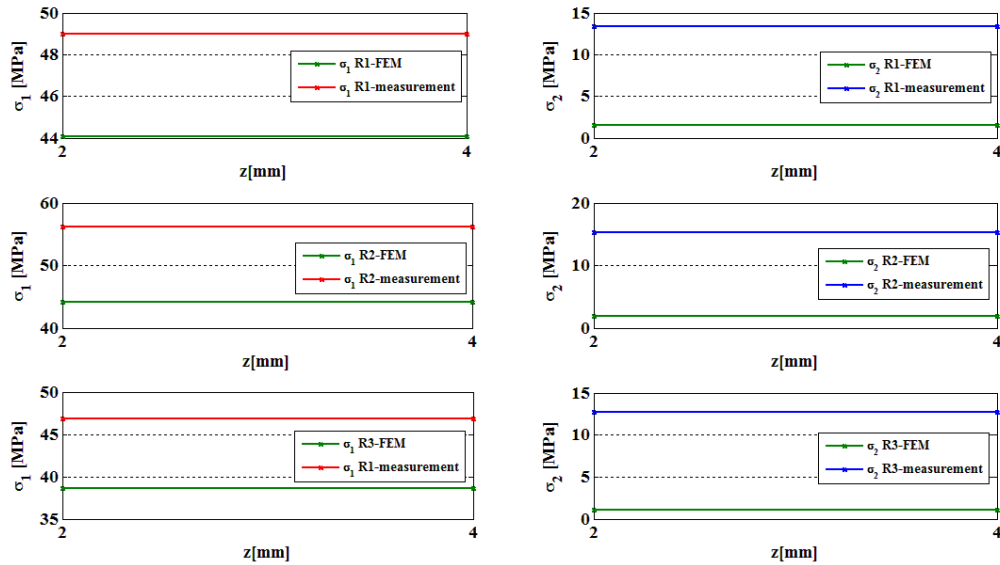 50
48
46
44
σ1 [MPa]
σ1 R1-FEM
σ1 R1-measurement
2
4
z[mm]
15
10
5
0
σ2 [MPa]
σ2 R1-FEM
σ2 R1-measurement
2
4
z[mm]
60
50
40
σ1 [MPa]
σ1 R2-FEM
σ1 R2-measurement
2
4
z[mm]
20
10
0
σ2 [MPa]
σ2 R2-FEM
σ2 R2-measurement
2
4
z[mm]
50
45
40
35
σ1 [MPa]
σ1 R3-FEM
σ1 R1-measurement
2
4
z[mm]
15
10
5
0
σ2 [MPa]
σ2 R3-FEM
σ2 R3-measurement
2
4
z[mm]